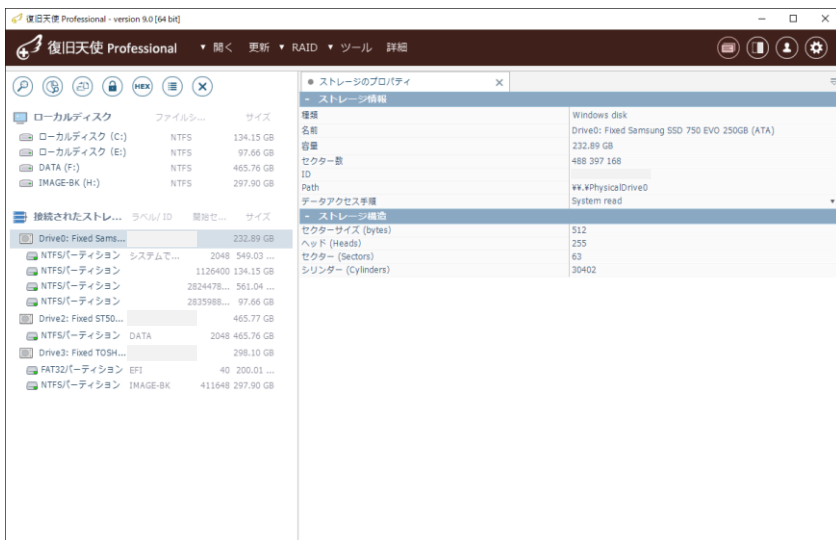 復旧天使 Professional - version 9.0 [64 bit]
復旧天使 Professional ▼ 開く 更新 ▼ RAID ▼ ツール 詳細
HEX
ストレージのプロパティ
- ストレージ情報
ローカルディスク ファイルシ... サイズ
ローカルディスク (C:) NTFS 134.15 GB
ローカルディスク (E:) NTFS 97.66 GB
DATA (F:) NTFS 465.76 GB
IMAGE-BK (H:) NTFS 297.90 GB
接続されたストレ... ラベル/ ID 開始セ... サイズ
Drive0: Fixed Sams... 232.89 GB
NTFSパーティション システムで... 2048 549.03 ...
NTFSパーティション 1126400 134.15 GB
NTFSパーティション 2824478... 561.04 ...
NTFSパーティション 2835988... 97.66 GB
Drive2: Fixed ST50... 465.77 GB
NTFSパーティション DATA 2048 465.76 GB
Drive3: Fixed TOSH... 298.10 GB
FAT32パーティション EFI 40 200.01 ...
NTFSパーティション IMAGE-BK 411648 297.90 GB
種類 Windows disk
名前 Drive0: Fixed Samsung SSD 750 EVO 250GB (ATA)
容量 232.89 GB
セクター数 488 397 168
ID
Path ¥¥.¥PhysicalDrive0
データアクセス手順 System read
- ストレージ構造
セクターサイズ (bytes) 512
ヘッド (Heads) 255
セクター (Sectors) 63
シリンダー (Cylinders) 30402